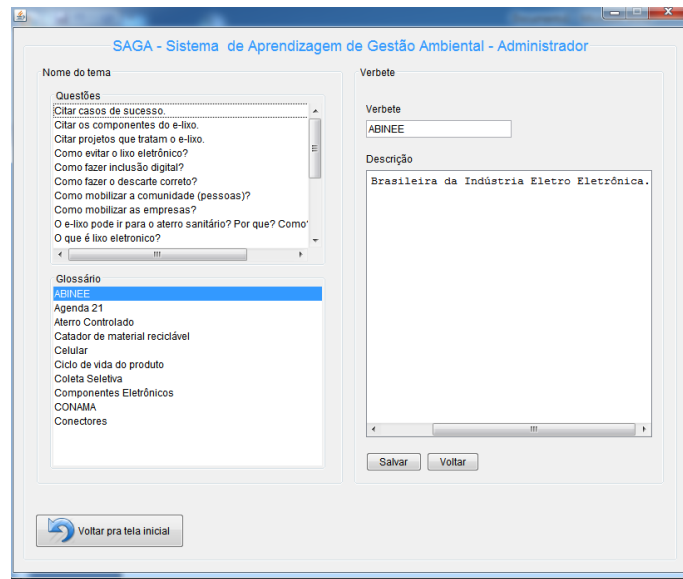 SAGA - Sistema de Aprendizagem de Gestão Ambiental - Administrador
Nome do tema
Questões
Citar casos de sucesso.
Citar os componentes do e-lixo.
Citar projetos que tratam o e-lixo.
Como evitar o lixo eletrônico?
Como fazer inclusão digital?
Como fazer o descarte correto?
Como mobilizar a comunidade (pessoas)?
Como mobilizar as empresas?
O e-lixo pode ir para o aterro sanitário? Por que? Como
O que é lixo eletronico?
Glossário
ABINEE
Agenda 21
Aterro Controlado
Catador de material reciclável
Celular
Ciclo de vida do produto
Coleta Seletiva
Componentes Eletrônicos
CONAMA
Conectores
Verbete
Verbete
ABINEE
Descrição
Brasileira da Indústria Eletro Eletrônica.
Salvar
Voltar
Voltar pra tela inicial